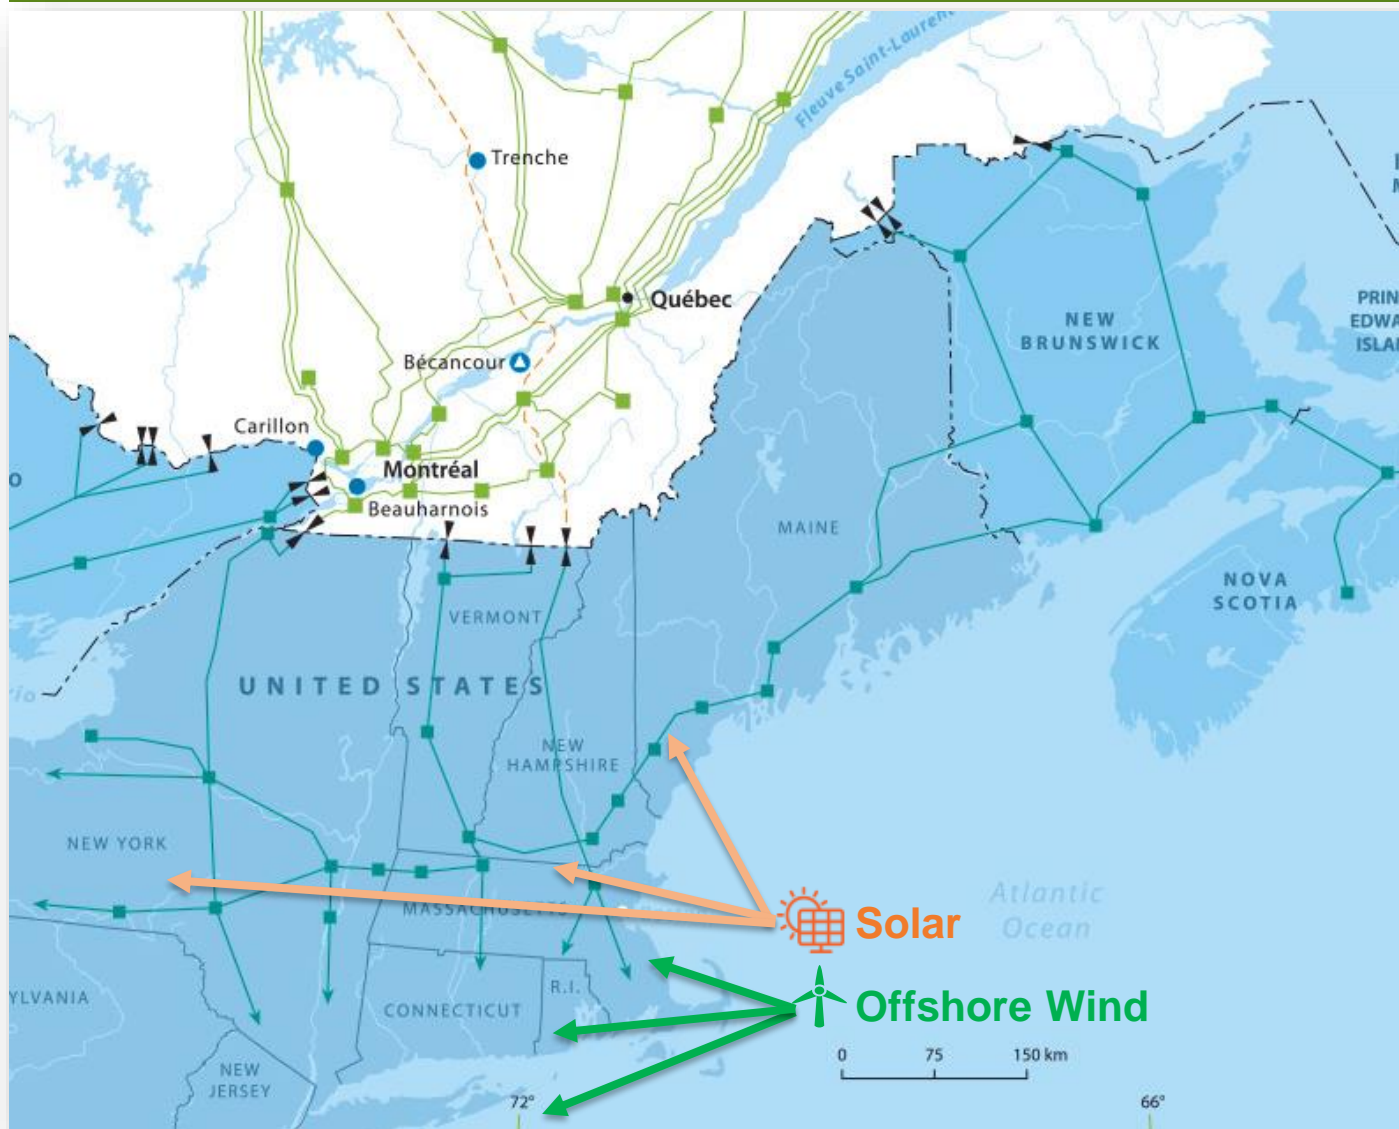 Fleuve Saint-Laurent
Trenche
Québec
Bécancour
Carillon
Montréal
Beauharnois
NEW
BRUNSWICK
PRIN
EDWA
ISLA
MAINE
NOVA
SCOTIA
VERMONT
UNITED STATES
NEW
HAMPSHIRE
NEW YORK
MASSACHUSETTS
Atlantic
Ocean
Solar
Offshore Wind
YLVANIA
CONNECTICUT
R.I.
NEW
JERSEY
0 75 150 km
72°
66°